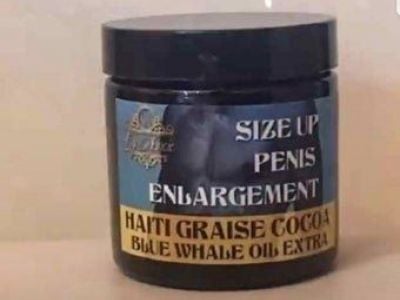 SIZE UP
PENIS
ENLARGEMENT
HAITI GRAISE COCOA
BLUE WHALE OIL EXTRA